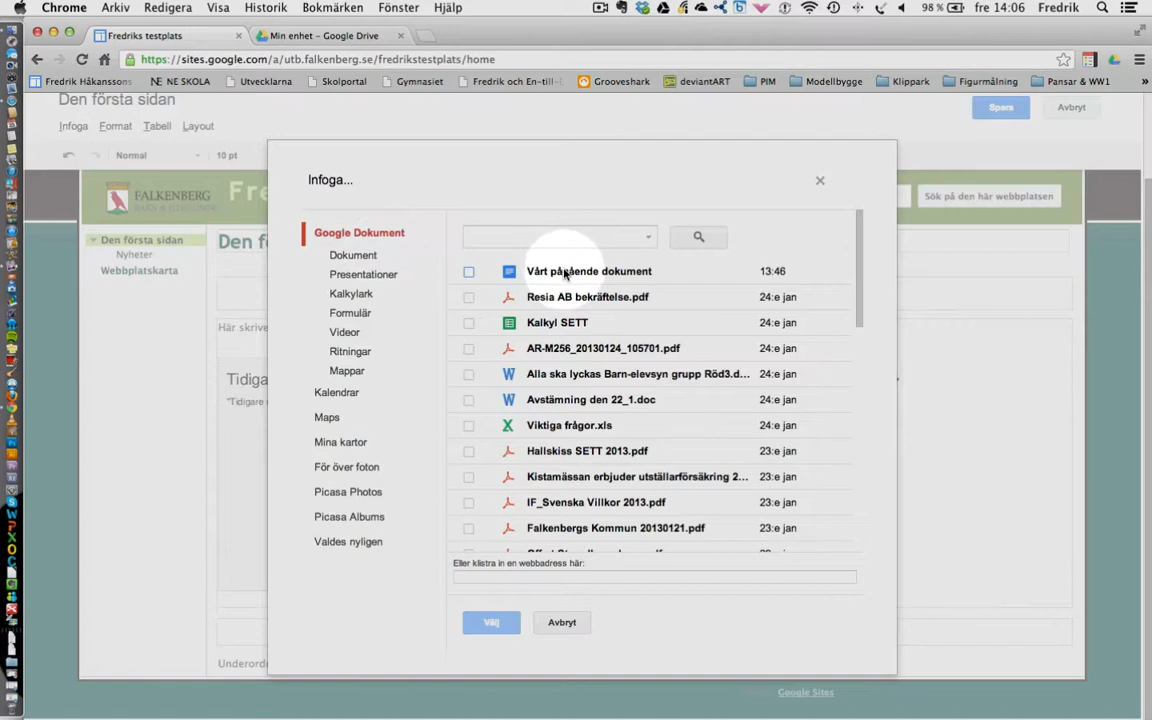 Chrome Arkiv Redigera Visa Historik Bokmärken Fönster Hjälp 98 % fre 14:06 Fredrik
Fredriks testplats × Min enhet – Google Drive ×
https://sites.google.com/a/utb.falkenberg.se/fredrikstestplats/home
Fredrik Håkanssons NE SKOLA Utvecklarna Skolportal Gymnasiet Fredrik och En-till- Grooveshark deviantART PIM Modellbygge Klippark Figurmålning Pansar & WW1 »
Den första sidan
Spara Avbryt
Infoga Format Tabell Layout
Normal 10 pt
FALKENBERG
Fre
Sök på den här webbplatsen
Den första sidan
Nyheter
Webbplatskarta
Den f
Här skrive
Tidiga
"Tidigare
Underord
Infoga...
×
Google Dokument
Dokument
Presentationer
Kalkylark
Formulär
Videor
Ritningar
Mappar
Kalendrar
Maps
Mina kartor
För över foton
Picasa Photos
Picasa Albums
Valdes nyligen
Vårt pågående dokument 13:46
Resia AB bekräftelse.pdf 24:e jan
Kalkyl SETT 24:e jan
AR-M256_20130124_105701.pdf 24:e jan
Alla ska lyckas Barn-elevsyn grupp Röd3.d... 24:e jan
Avstämning den 22_1.doc 24:e jan
Viktiga frågor.xls 24:e jan
Hallskiss SETT 2013.pdf 23:e jan
Kistamässan erbjuder utställarförsäkring 2... 23:e jan
IF_Svenska Villkor 2013.pdf 23:e jan
Falkenbergs Kommun 20130121.pdf 23:e jan
Eller klistra in en webbadress här:
Välj Avbryt
Google Sites